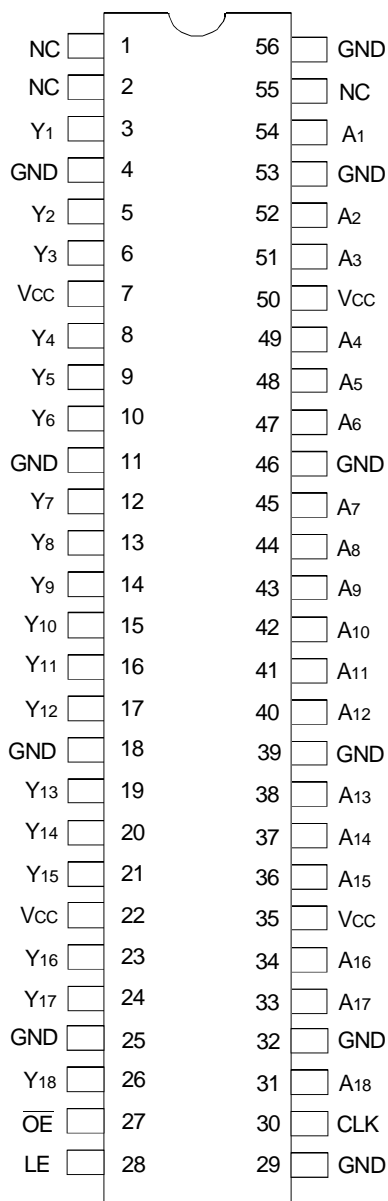 NC 1 56 GND
NC 2 55 NC
Y1 3 54 A1
GND 4 53 GND
Y2 5 52 A2
Y3 6 51 A3
VCC 7 50 VCC
Y4 8 49 A4
Y5 9 48 A5
Y6 10 47 A6
GND 11 46 GND
Y7 12 45 A7
Y8 13 44 A8
Y9 14 43 A9
Y10 15 42 A10
Y11 16 41 A11
Y12 17 40 A12
GND 18 39 GND
Y13 19 38 A13
Y14 20 37 A14
Y15 21 36 A15
VCC 22 35 VCC
Y16 23 34 A16
Y17 24 33 A17
GND 25 32 GND
Y18 26 31 A18
O̅E̅ 27 30 CLK
LE 28 29 GND